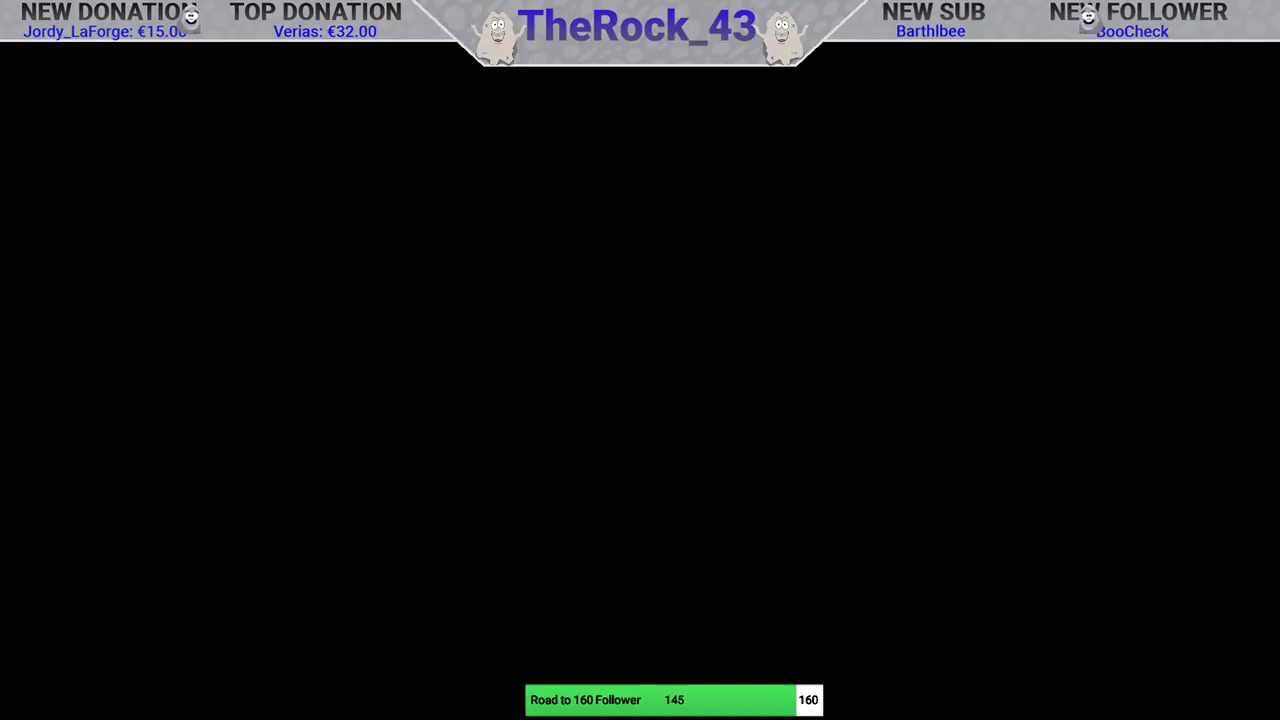 NEW DONATION
Jordy_LaForge: €15.00
TOP DONATION
Verias: €32.00
TheRock_43
NEW SUB
Barthlbee
NEW FOLLOWER
BooCheck
Road to 160 Follower 145 160